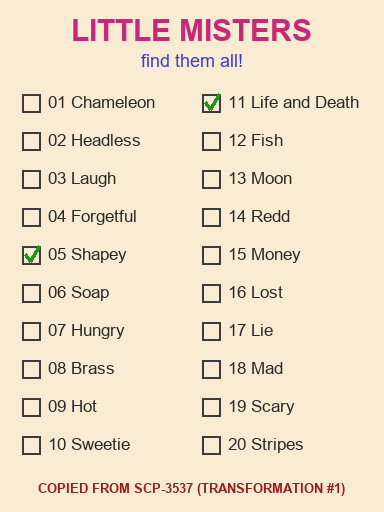 LITTLE MISTERS
find them all!
01 Chameleon
02 Headless
03 Laugh
04 Forgetful
05 Shapey
06 Soap
07 Hungry
08 Brass
09 Hot
10 Sweetie
11 Life and Death
12 Fish
13 Moon
14 Redd
15 Money
16 Lost
17 Lie
18 Mad
19 Scary
20 Stripes
COPIED FROM SCP-3537 (TRANSFORMATION #1)